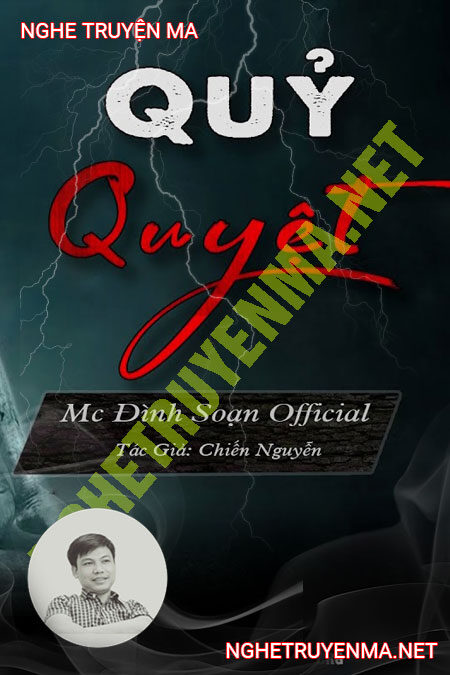 NGHE TRUYỆN MA
QUỶ
Quyệt
NGHETRUYENMA.NET
Mc Đình Soạn Official
Tác Giả: Chiến Nguyễn
NGHETRUYENMA.NET